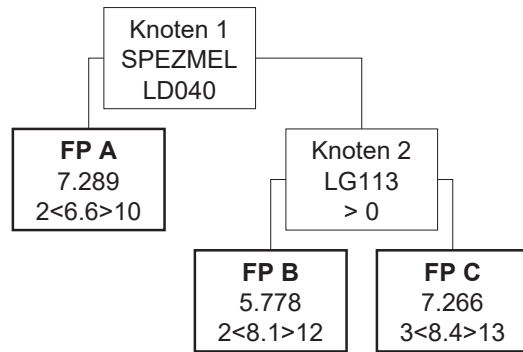 Knoten 1
SPEZMEL
LD040
FP A
7.289
2<6.6>10
Knoten 2
LG113
> 0
FP B
5.778
2<8.1>12
FP C
7.266
3<8.4>13